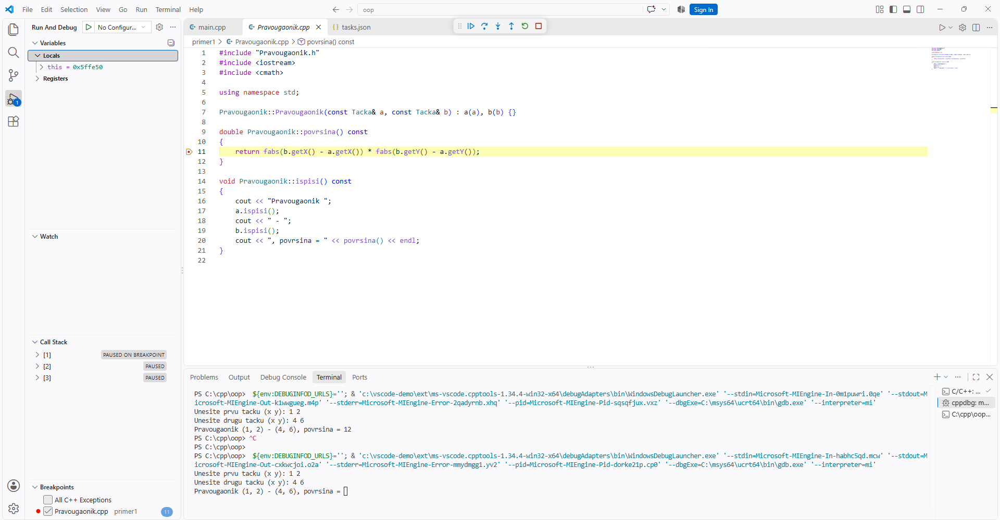 File Edit Selection View Go Run Terminal Help
oop
Sign In
Run And Debug No Configur...
main.cpp Pravougaonik.cpp tasks.json
primer1 > Pravougaonik.cpp > povrsina() const
Variables
Locals
this = 0x5ffe50
Registers
Watch
Call Stack
[1] PAUSED ON BREAKPOINT
[2] PAUSED
[3] PAUSED
Breakpoints
All C++ Exceptions
Pravougaonik.cpp primer1 11
1
1 #include "Pravougaonik.h"
2 #include <iostream>
3 #include <cmath>
4
5 using namespace std;
6
7 Pravougaonik::Pravougaonik(const Tacka& a, const Tacka& b) : a(a), b(b) {}
8
9 double Pravougaonik::povrsina() const
10 {
11     return fabs(b.getX() - a.getX()) * fabs(b.getY() - a.getY());
12 }
13
14 void Pravougaonik::ispisi() const
15 {
16     cout << "Pravougaonik ";
17     a.ispisi();
18     cout << " - ";
19     b.ispisi();
20     cout << ", povrsina = " << povrsina() << endl;
21 }
22
Problems Output Debug Console Terminal Ports
PS C:\cpp\oop>  ${env:DEBUGINFOD_URLS}=''; & 'c:\vscode-demo\ext\ms-vscode.cpptools-1.34.4-win32-x64\debugAdapters\bin\WindowsDebugLauncher.exe' '--stdin=Microsoft-MIEngine-In-0m1puwri.0qe' '--stdout=M
icrosoft-MIEngine-Out-k1wwgueg.m4p' '--stderr=Microsoft-MIEngine-Error-2qadyrnb.xhq' '--pid=Microsoft-MIEngine-Pid-sqsqfjux.vxz' '--dbgExe=C:\msys64\ucrt64\bin\gdb.exe' '--interpreter=mi'
Unesite prvu tacku (x y): 1 2
Unesite drugu tacku (x y): 4 6
Pravougaonik (1, 2) - (4, 6), povrsina = 12
PS C:\cpp\oop> ^C
PS C:\cpp\oop>
PS C:\cpp\oop>  ${env:DEBUGINFOD_URLS}=''; & 'c:\vscode-demo\ext\ms-vscode.cpptools-1.34.4-win32-x64\debugAdapters\bin\WindowsDebugLauncher.exe' '--stdin=Microsoft-MIEngine-In-habhc5qd.mcw' '--stdout=M
icrosoft-MIEngine-Out-cxkwcjoi.o2a' '--stderr=Microsoft-MIEngine-Error-mmydmgg1.yv2' '--pid=Microsoft-MIEngine-Pid-dorke21p.cp0' '--dbgExe=C:\msys64\ucrt64\bin\gdb.exe' '--interpreter=mi'
Unesite prvu tacku (x y): 1 2
Unesite drugu tacku (x y): 4 6
Pravougaonik (1, 2) - (4, 6), povrsina =
C/C++: ...
cppdbg: m...
C:\cpp\oop...